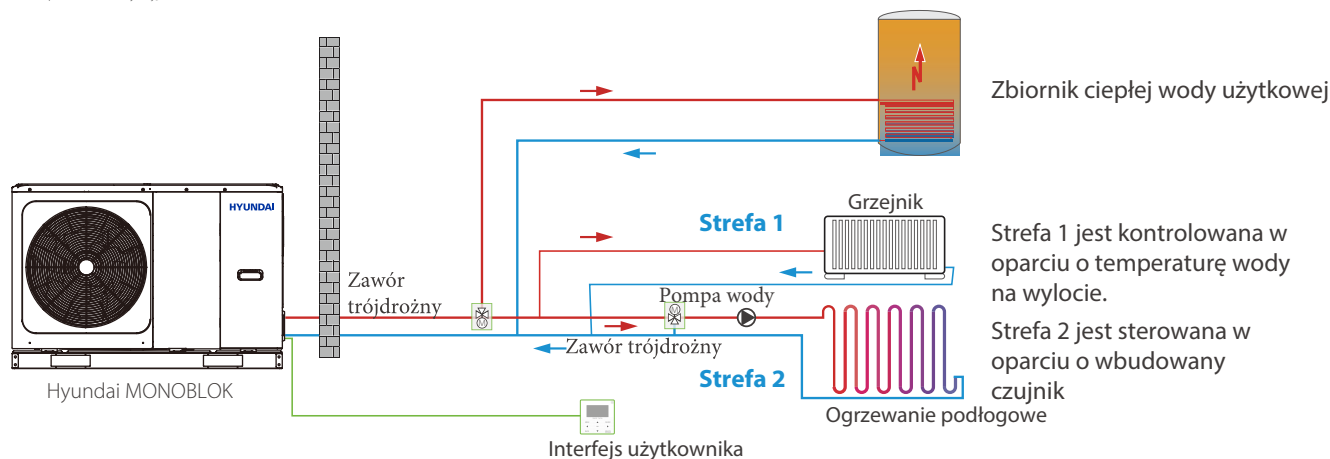 Zbiornik ciepłej wody użytkowej
HYUNDAI
Grzejnik
Strefa 1
Strefa 1 jest kontrolowana w
oparciu o temperaturę wody
na wylocie.
Zawór
trójdrożny
Pompa wody
M
M
Zawór trójdrożny
Strefa 2 jest sterowana w
oparciu o wbudowany
czujnik
Strefa 2
Hyundai MONOBLOK
Ogrzewanie podłogowe
Interfejs użytkownika